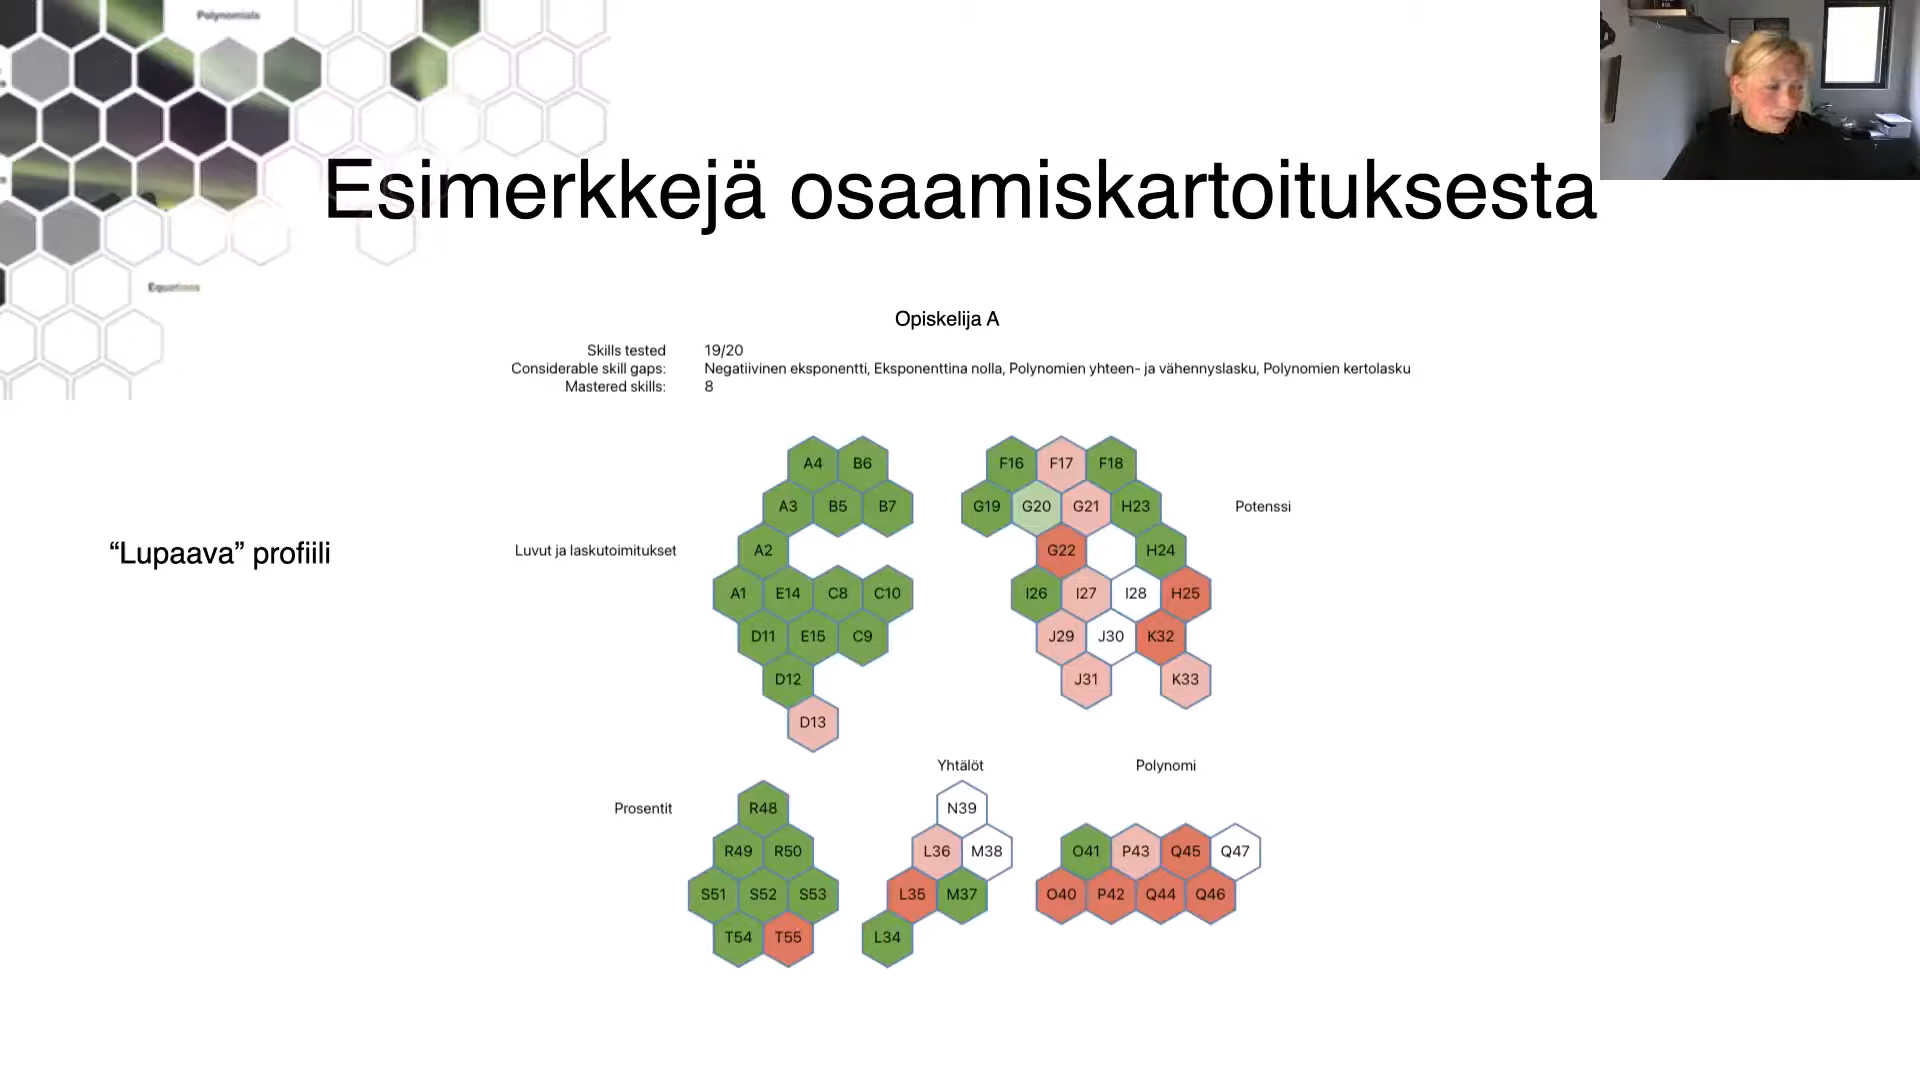 Polynomials
Esimerkkejä osaamiskartoituksesta
Equations
Opiskelija A
Skills tested 19/20
Considerable skill gaps: Negatiivinen eksponentti, Eksponenttina nolla, Polynomien yhteen- ja vähennyslasku, Polynomien kertolasku
Mastered skills: 8
“Lupaava” profiili
Luvut ja laskutoimitukset
A4 B6
A3 B5 B7
A2
A1 E14 C8 C10
D11 E15 C9
D12
D13
Potenssi
F16 F17 F18
G19 G20 G21 H23
G22 H24
I26 I27 I28 H25
J29 J30 K32
J31 K33
Prosentit
R48
R49 R50
S51 S52 S53
T54 T55
Yhtälöt
N39
L36 M38
L35 M37
L34
Polynomi
O41 P43 Q45 Q47
O40 P42 Q44 Q46